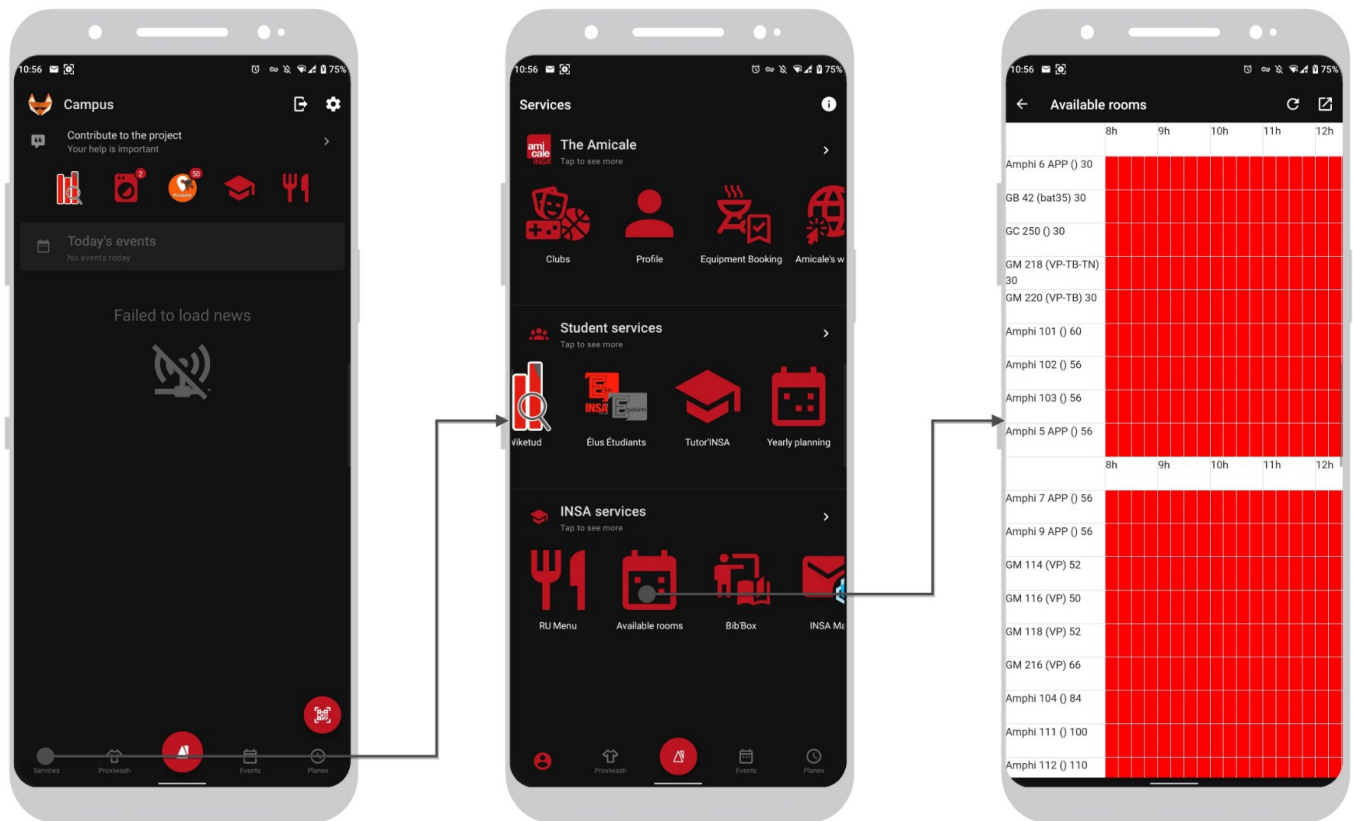 10:56
75%
Campus
Contribute to the project
Your help is important
2
50
Today's events
No events today
Failed to load news
Services
Proxiwash
Events
Planex
10:56
75%
Services
ami
cale
INSA
The Amicale
Tap to see more
Clubs
Profile
Equipment Booking
Amicale's w
Student services
Tap to see more
INSA
Étudiants
Viketud
Élus Étudiants
Tutor'INSA
Yearly planning
INSA services
Tap to see more
RU Menu
Available rooms
Bib'Box
INSA Ma
Proxiwash
Events
Planex
10:56
75%
Available rooms
8h 9h 10h 11h 12h
Amphi 6 APP () 30
GB 42 (bat35) 30
GC 250 () 30
GM 218 (VP-TB-TN)
30
GM 220 (VP-TB) 30
Amphi 101 () 60
Amphi 102 () 56
Amphi 103 () 56
Amphi 5 APP () 56
8h 9h 10h 11h 12h
Amphi 7 APP () 56
Amphi 9 APP () 56
GM 114 (VP) 52
GM 116 (VP) 50
GM 118 (VP) 52
GM 216 (VP) 66
Amphi 104 () 84
Amphi 111 () 100
Amphi 112 () 110